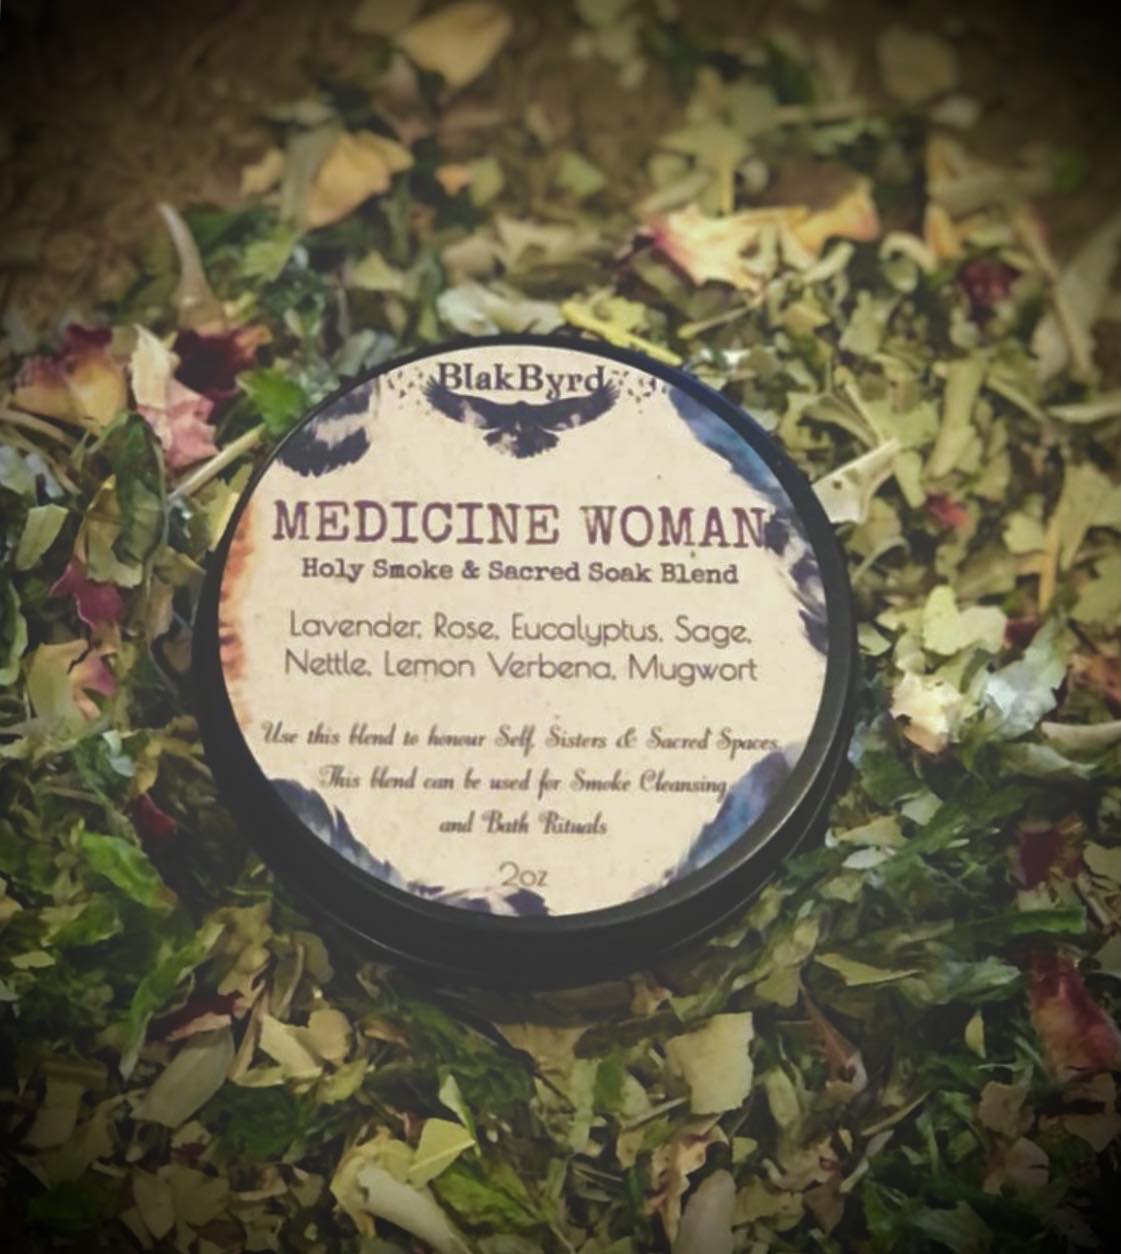 BlakByrd
MEDICINE WOMAN
Holy Smoke & Sacred Soak Blend
Lavender, Rose, Eucalyptus, Sage,
Nettle, Lemon Verbena, Mugwort
Use this blend to honour Self, Sisters & Sacred Spaces
This blend can be used for Smoke Cleansing
and Bath Rituals
2oz